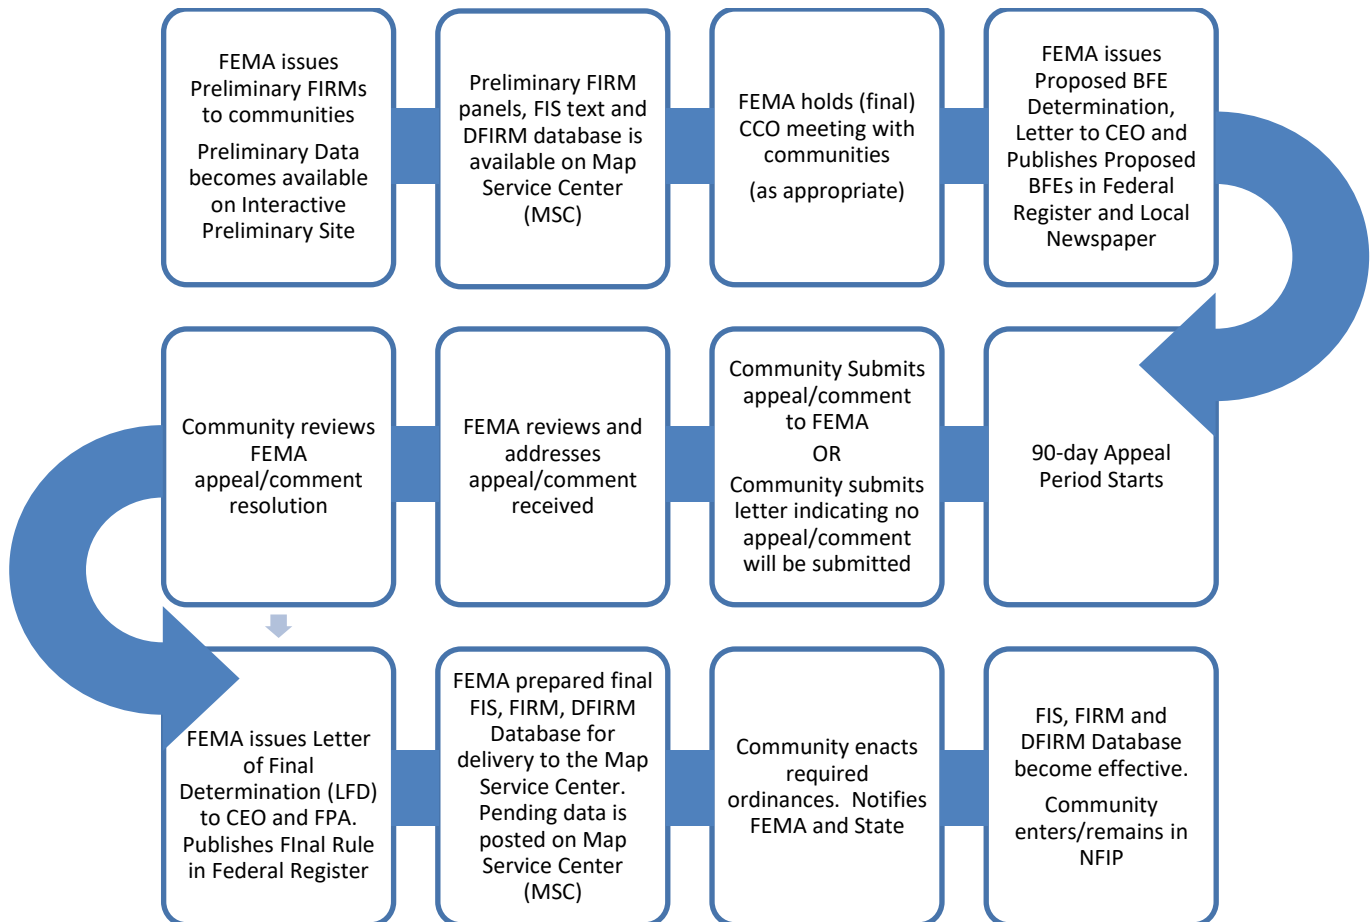 FEMA issues
Preliminary FIRMs
to communities
Preliminary Data
becomes available
on Interactive
Preliminary Site
Preliminary FIRM
panels, FIS text and
DFIRM database is
available on Map
Service Center
(MSC)
FEMA holds (final)
CCO meeting with
communities
(as appropriate)
FEMA issues
Proposed BFE
Determination,
Letter to CEO and
Publishes Proposed
BFEs in Federal
Register and Local
Newspaper
90-day Appeal
Period Starts
Community Submits
appeal/comment
to FEMA
OR
Community submits
letter indicating no
appeal/comment
will be submitted
FEMA reviews and
addresses
appeal/comment
received
Community reviews
FEMA
appeal/comment
resolution
FEMA issues Letter
of Final
Determination (LFD)
to CEO and FPA.
Publishes FInal Rule
in Federal Register
FEMA prepared final
FIS, FIRM, DFIRM
Database for
delivery to the Map
Service Center.
Pending data is
posted on Map
Service Center
(MSC)
Community enacts
required
ordinances.  Notifies
FEMA and State
FIS, FIRM and
DFIRM Database
become effective.
Community
enters/remains in
NFIP